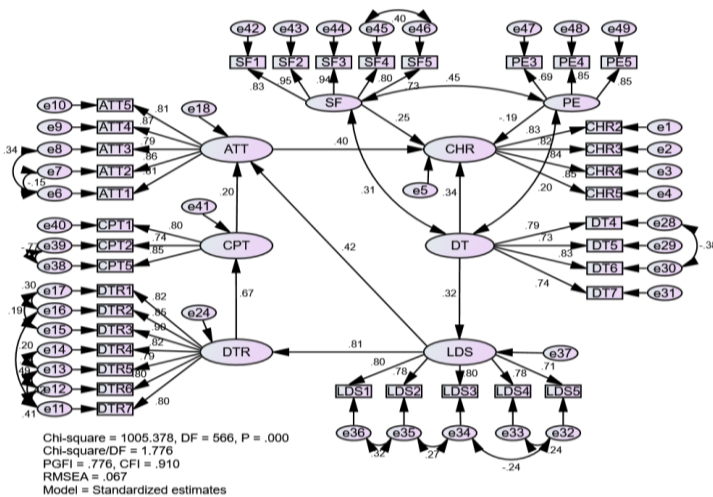 .40
e42 e43 e44 e45 e46 e47 e48 e49
SF1 SF2 SF3 SF4 SF5 PE3 PE4 PE5
.83 .95 .94 .80 .73 .69 .85 .85
SF .45 PE
e10 ATT5 .81 e18 .25 -.19 .83 CHR2 e1
e9 ATT4 .87 .82 CHR3 e2
.34 e8 ATT3 .79 ATT .40 CHR .84 CHR4 e3
e7 ATT2 .86 .85 CHR5 e4
-.15 e6 ATT1 .81 e5 .34 .20
.20 .31
e40 CPT1 .80 e41 .79 DT4 e28
e39 CPT2 .74 CPT .42 DT .73 DT5 e29
e38 CPT5 .85 .83 DT6 e30
.67 .32 .74 DT7 e31
.30 e17 DTR1 .82
.19 e16 DTR2 .85 e24
e15 DTR3 .90
.20 e14 DTR4 .82 DTR .81 LDS e37
e13 DTR5 .79
e12 DTR6 .80
.41 e11 DTR7 .80
.80 .78 .80 .78 .71
LDS1 LDS2 LDS3 LDS4 LDS5
e36 e35 e34 e33 e32
.32 .27 -.24 .24
Chi-square = 1005.378, DF = 566, P = .000
Chi-square/DF = 1.776
PGFI = .776, CFI = .910
RMSEA = .067
Model = Standardized estimates